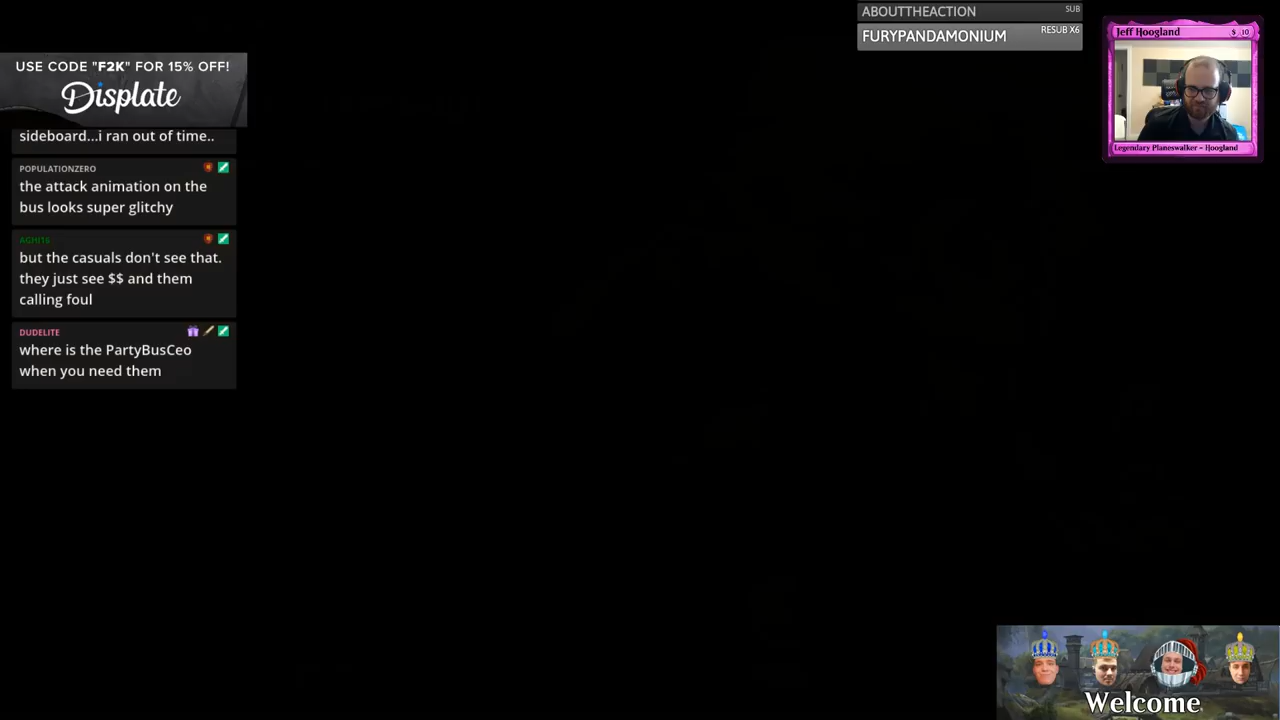 ABOUTTHEACTION SUB
FURYPANDAMONIUM RESUB X6
Jeff Hoogland
Legendary Planeswalker - Hoogland
USE CODE "F2K" FOR 15% OFF!
Displate
sideboard...i ran out of time..
POPULATIONZERO
the attack animation on the
bus looks super glitchy
AGHI16
but the casuals don't see that.
they just see $$ and them
calling foul
DUDELITE
where is the PartyBusCeo
when you need them
Welcome